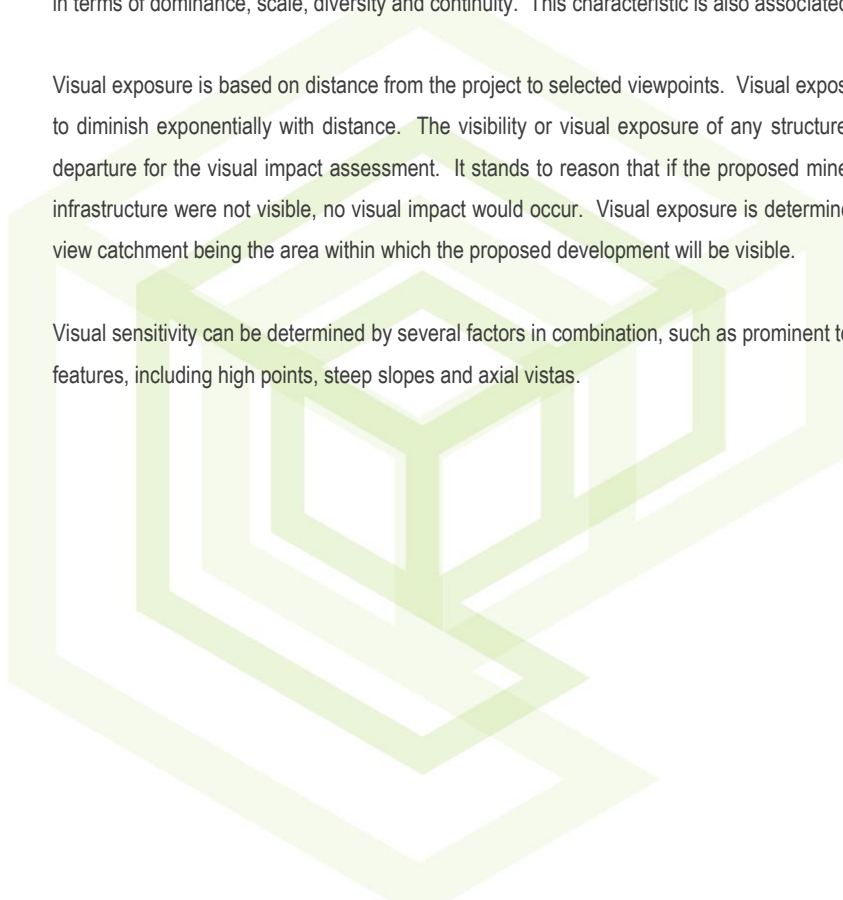 in terms of dominance, scale, diversity and continuity. This characteristic is also associated
Visual exposure is based on distance from the project to selected viewpoints. Visual
to diminish exponentially with distance. The visibility or visual exposure of any structure
departure for the visual impact assessment. It stands to reason that if the proposed mine
infrastructure were not visible, no visual impact would occur. Visual exposure is
view catchment being the area within which the proposed development will be visible.
Visual sensitivity can be determined by several factors in combination, such as prominent
features, including high points, steep slopes and axial vistas.